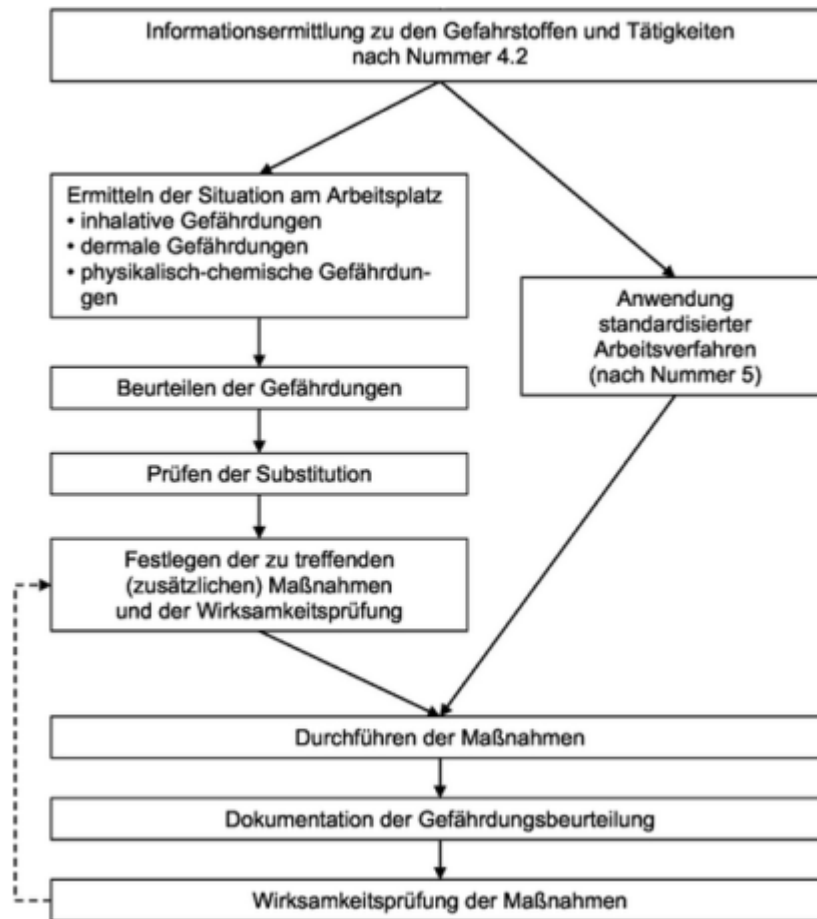 Informationsermittlung zu den Gefahrstoffen und Tätigkeiten
nach Nummer 4.2
Ermitteln der Situation am Arbeitsplatz
• inhalative Gefährdungen
• dermale Gefährdungen
• physikalisch-chemische Gefährdun-
gen
Anwendung
standardisierter
Arbeitsverfahren
(nach Nummer 5)
Beurteilen der Gefährdungen
Prüfen der Substitution
Festlegen der zu treffenden
(zusätzlichen) Maßnahmen
und der Wirksamkeitsprüfung
Durchführen der Maßnahmen
Dokumentation der Gefährdungsbeurteilung
Wirksamkeitsprüfung der Maßnahmen